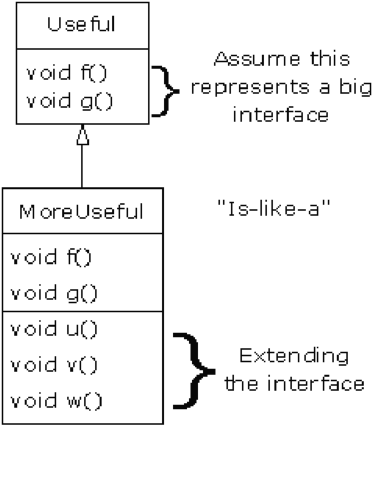 Useful
void f()
void g()
Assume this
represents a big
interface
MoreUseful
"Is-like-a"
void f()
void g()
void u()
void v()
void w()
Extending
the interface